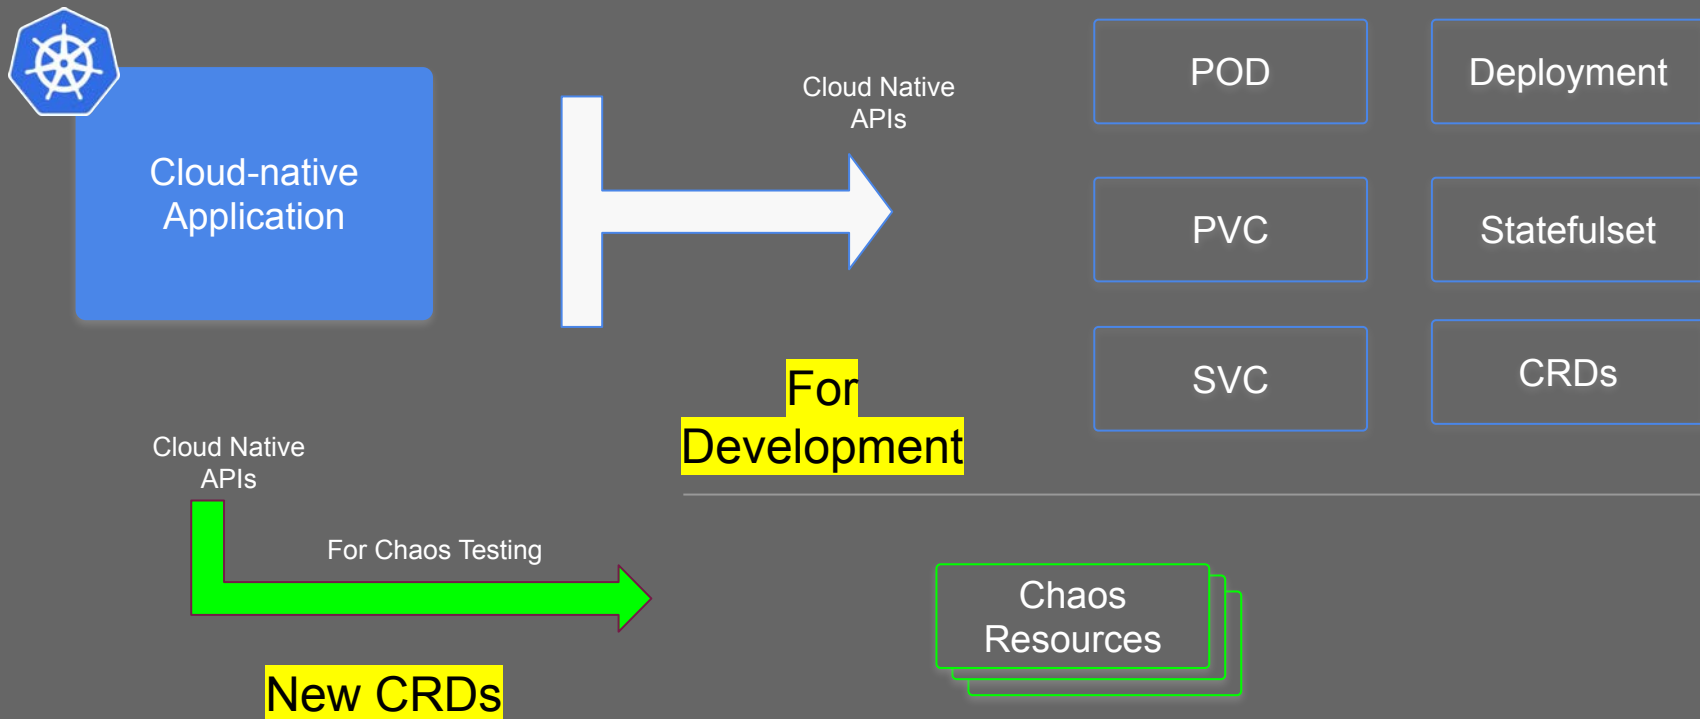 Cloud-native
Application
Cloud Native
APIs
POD
Deployment
PVC
Statefulset
SVC
CRDs
For
Development
Cloud Native
APIs
For Chaos Testing
Chaos
Resources
New CRDs